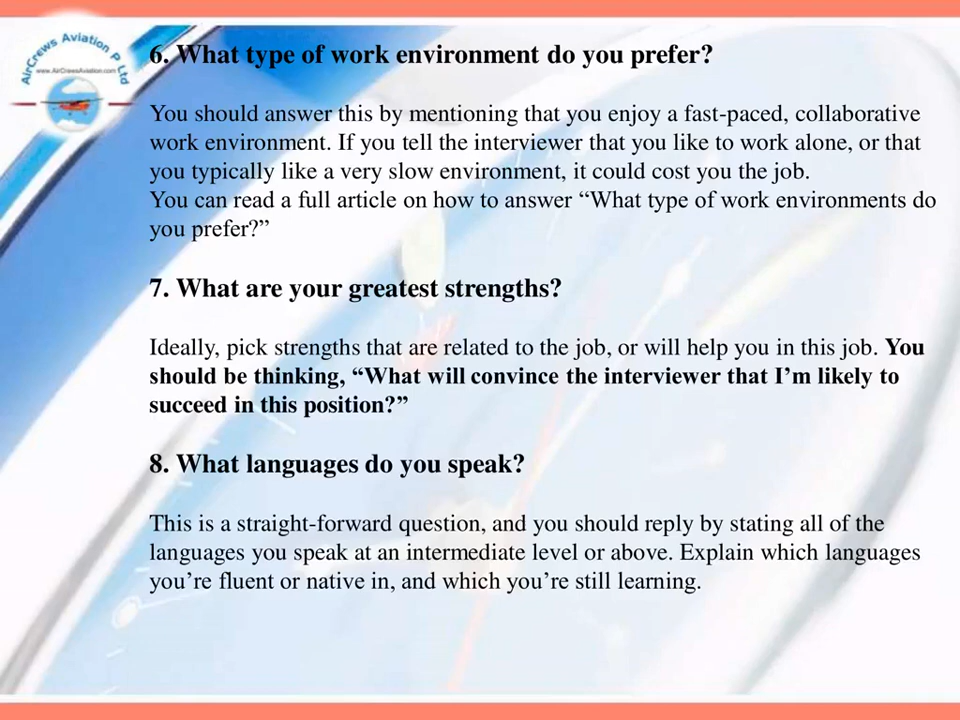 AirCrews Aviation P Ltd
www.AirCrewsAviation.com
6. What type of work environment do you prefer?
You should answer this by mentioning that you enjoy a fast-paced, collaborative
work environment. If you tell the interviewer that you like to work alone, or that
you typically like a very slow environment, it could cost you the job.
You can read a full article on how to answer “What type of work environments do
you prefer?”
7. What are your greatest strengths?
Ideally, pick strengths that are related to the job, or will help you in this job. You
should be thinking, “What will convince the interviewer that I’m likely to
succeed in this position?”
8. What languages do you speak?
This is a straight-forward question, and you should reply by stating all of the
languages you speak at an intermediate level or above. Explain which languages
you’re fluent or native in, and which you’re still learning.